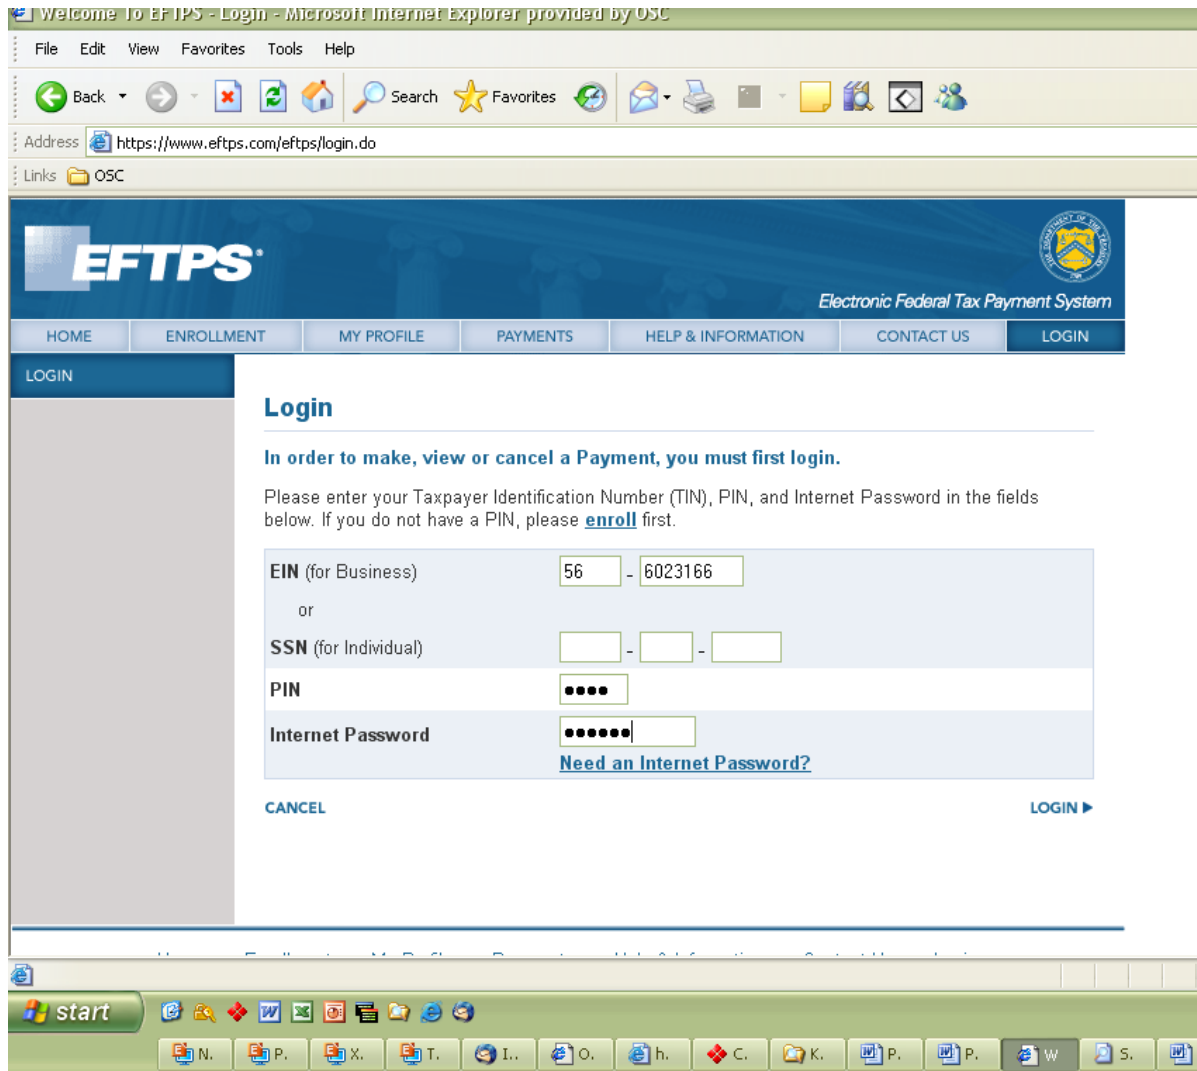 Welcome To EFTPS - Login - Microsoft Internet Explorer provided by OSC
File Edit View Favorites Tools Help
Back Search Favorites
Address https://www.eftps.com/eftps/login.do
Links OSC
EFTPS
Electronic Federal Tax Payment System
HOME ENROLLMENT MY PROFILE PAYMENTS HELP & INFORMATION CONTACT US LOGIN
LOGIN
Login
In order to make, view or cancel a Payment, you must first login.
Please enter your Taxpayer Identification Number (TIN), PIN, and Internet Password in the fields
below. If you do not have a PIN, please enroll first.
EIN (for Business) 56 - 6023166
or
SSN (for Individual) - -
PIN ••••
Internet Password ••••••
Need an Internet Password?
CANCEL LOGIN ▶
start
N. P. X. T. I.. O. h. C. K. P. P. W S.